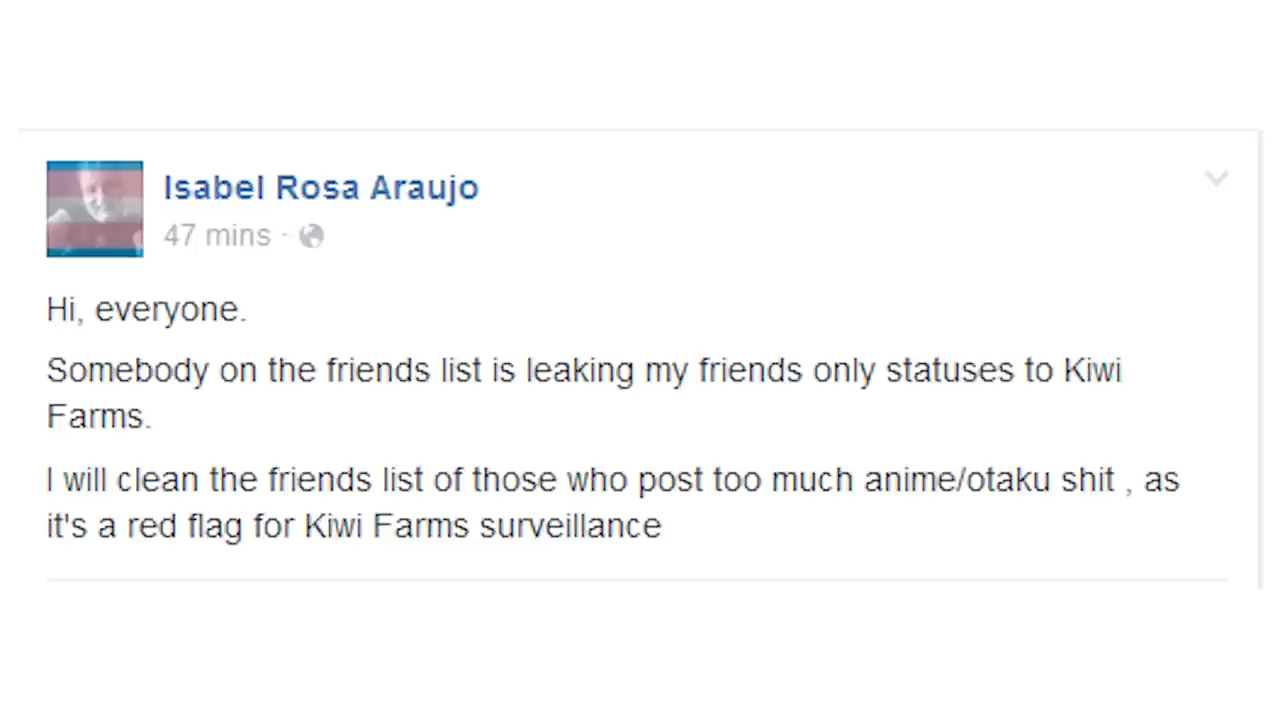 Isabel Rosa Araujo
47 mins ·
Hi, everyone.
Somebody on the friends list is leaking my friends only statuses to Kiwi
Farms.
I will clean the friends list of those who post too much anime/otaku shit , as
it's a red flag for Kiwi Farms surveillance